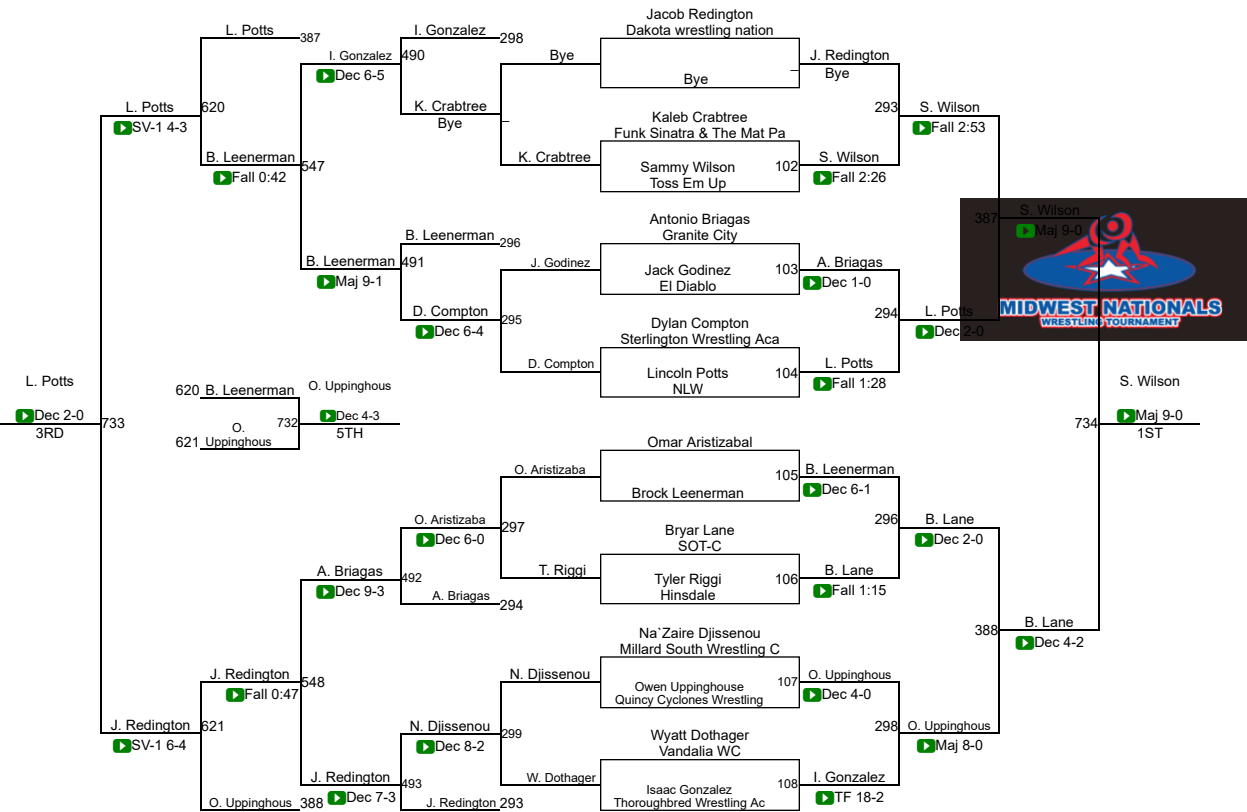 Jacob Redington
Dakota wrestling nation
L. Potts
387
I. Gonzalez
298
I. Gonzalez
490
Dec 6-5
Bye
Bye
–
J. Redington
Bye
L. Potts
620
SV-1 4-3
K. Crabtree
Bye
–
Kaleb Crabtree
Funk Sinatra & The Mat Pa
293
S. Wilson
Fall 2:53
B. Leenerman
547
Fall 0:42
K. Crabtree
Sammy Wilson
102
Toss Em Up
S. Wilson
Fall 2:26
Antonio Briagas
Granite City
387
S. Wilson
Maj 9-0
B. Leenerman
296
B. Leenerman
491
Maj 9-1
J. Godinez
Jack Godinez
103
El Diablo
A. Briagas
Dec 1-0
D. Compton
295
Dec 6-4
Dylan Compton
Sterlington Wrestling Aca
294
L. Potts
Dec 2-0
MIDWEST NATIONALS
WRESTLING TOURNAMENT
D. Compton
Lincoln Potts
104
NLW
L. Potts
Fall 1:28
L. Potts
Dec 2-0
3RD
733
620 B. Leenerman
O. Uppinghous
O.
621 Uppinghous
732
Dec 4-3
5TH
S. Wilson
734
Maj 9-0
1ST
Omar Aristizabal
O. Aristizaba
105
Brock Leenerman
B. Leenerman
Dec 6-1
O. Aristizaba
297
Dec 6-0
Bryar Lane
SOT-C
296
B. Lane
Dec 2-0
A. Briagas
492
Dec 9-3
A. Briagas
294
T. Riggi
Tyler Riggi
106
Hinsdale
B. Lane
Fall 1:15
388
B. Lane
Dec 4-2
Na`Zaire Djissenou
Millard South Wrestling C
J. Redington
548
Fall 0:47
N. Djissenou
Owen Uppinghouse
107
Quincy Cyclones Wrestling
O. Uppinghous
Dec 4-0
J. Redington
621
SV-1 6-4
N. Djissenou
299
Dec 8-2
Wyatt Dothager
Vandalia WC
298
O. Uppinghous
Maj 8-0
J. Redington
493
Dec 7-3
W. Dothager
Isaac Gonzalez
108
Thoroughbred Wrestling Ac
I. Gonzalez
TF 18-2
O. Uppinghous
388
J. Redington
293